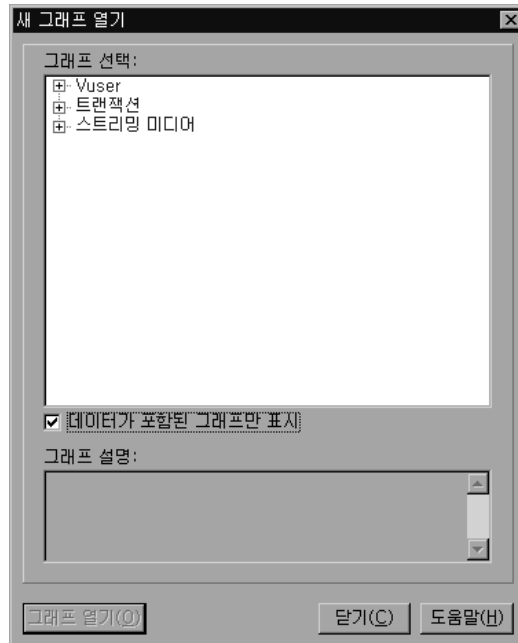 새 그래프 열기
그래프 선택:
Vuser
트랜잭션
스트리밍 미디어
데이터가 포함된 그래프만 표시
그래프 설명:
그래프 열기(O) 닫기(C) 도움말(H)